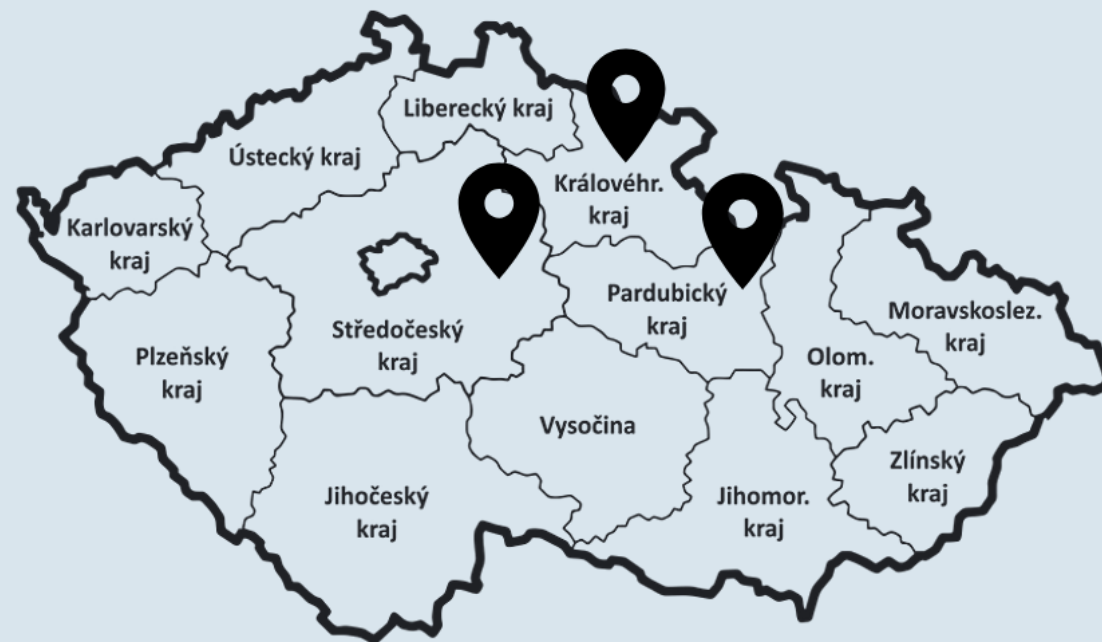 Liberecký kraj
Ústecký kraj
Královéhr.
kraj
Karlovarský
kraj
Pardubický
kraj
Moravskoslez.
kraj
Středočeský
kraj
Plzeňský
kraj
Olom.
kraj
Vysočina
Zlínský
kraj
Jihočeský
kraj
Jihomor.
kraj